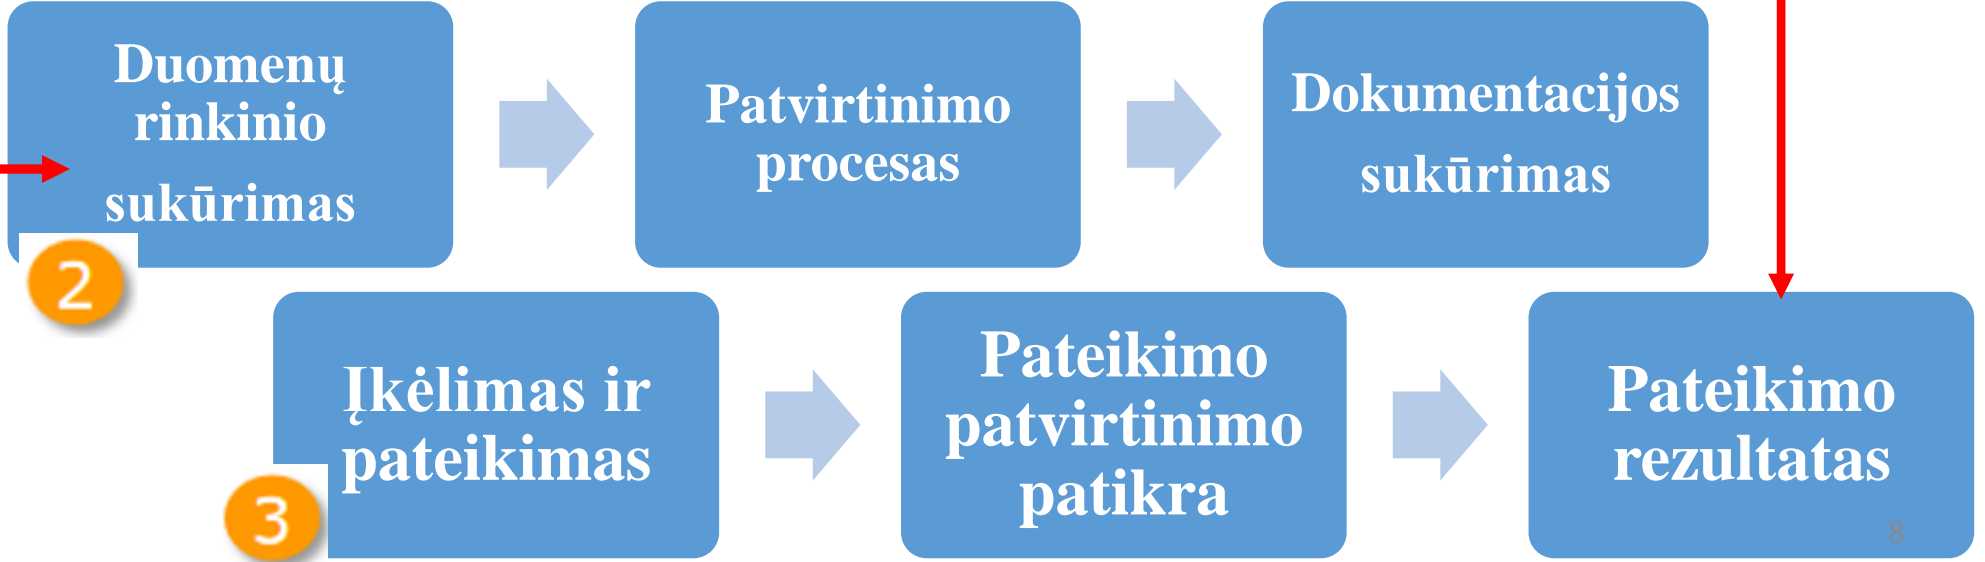 Duomenų
rinkinio
sukūrimas
Patvirtinimo
procesas
Dokumentacijos
sukūrimas
2
Įkėlimas ir
pateikimas
3
Pateikimo
patvirtinimo
patikra
Pateikimo
rezultatas
8